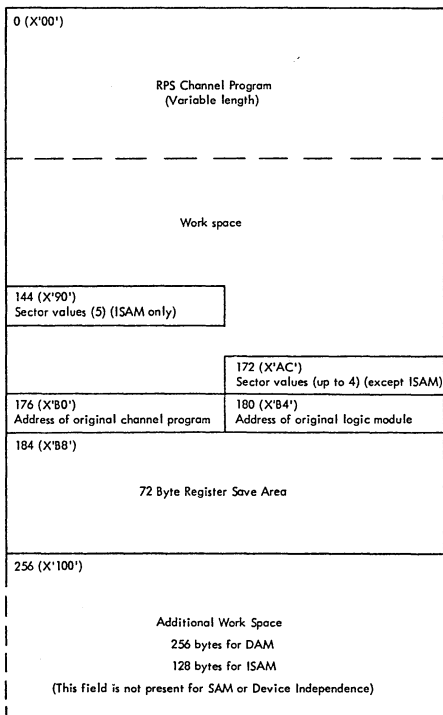 0 (X'00')
RPS Channel Program
(Variable length)
Work space
144 (X'90')
Sector values (5) (ISAM only)
172 (X'AC')
Sector values (up to 4) (except ISAM)
176 (X'B0')
Address of original channel program
180 (X'B4')
Address of original logic module
184 (X'B8')
72 Byte Register Save Area
256 (X'100')
Additional Work Space
256 bytes for DAM
128 bytes for ISAM
(This field is not present for SAM or Device Independence)